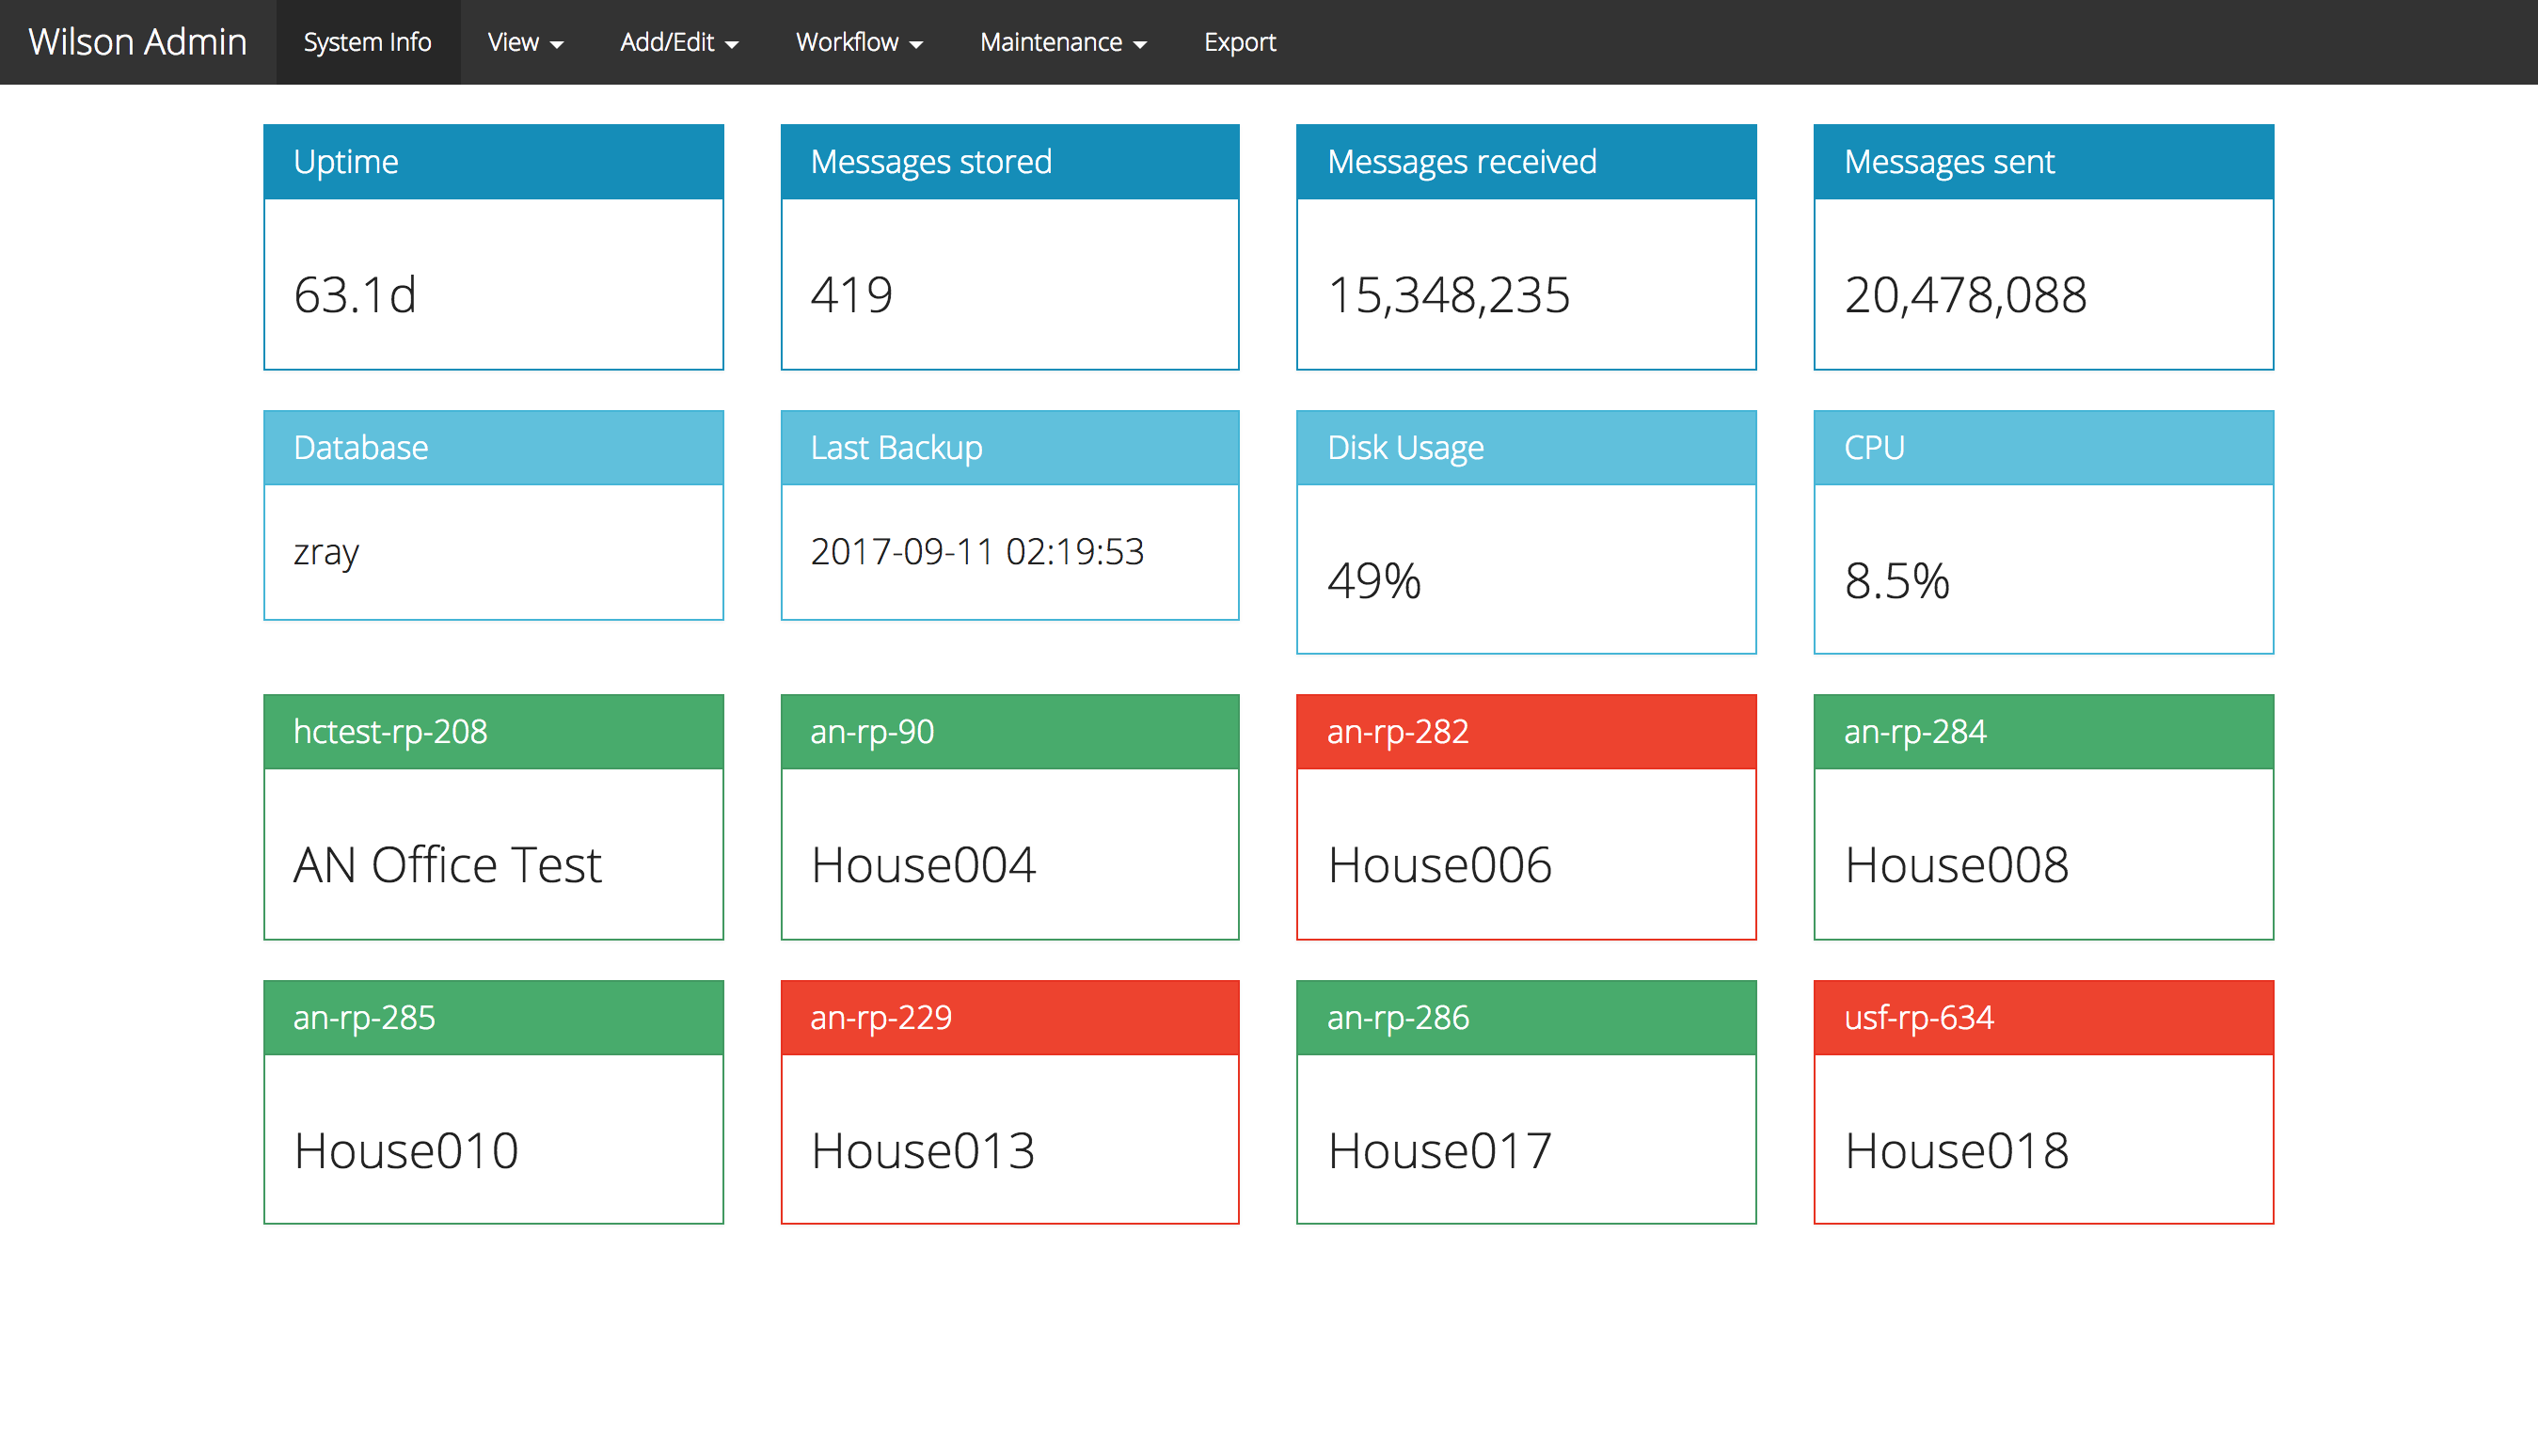 Wilson Admin System Info View Add/Edit Workflow Maintenance Export
Uptime Messages stored Messages received Messages sent
63.1d 419 15,348,235 20,478,088
Database Last Backup Disk Usage CPU
zray 2017-09-11 02:19:53 49% 8.5%
hctest-rp-208 an-rp-90 an-rp-282 an-rp-284
AN Office Test House004 House006 House008
an-rp-285 an-rp-229 an-rp-286 usf-rp-634
House010 House013 House017 House018